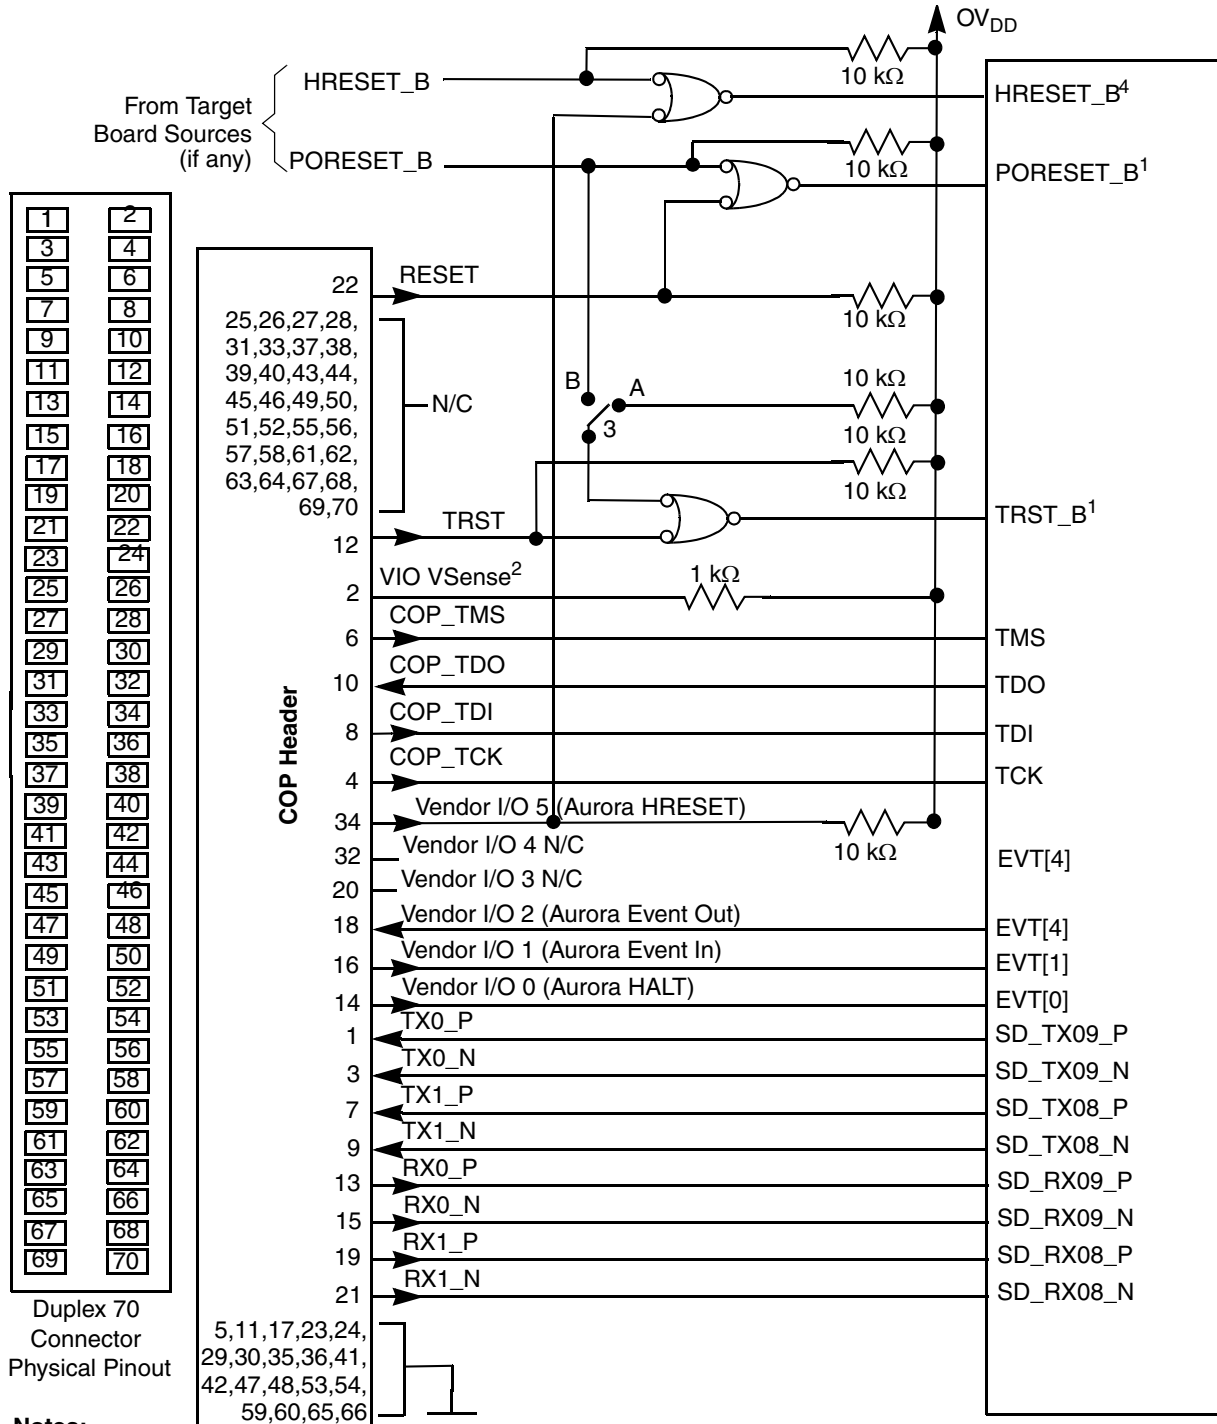 OVDD
10 kΩ
HRESET_B
HRESET_B4
From Target
Board Sources
(if any)
PORESET_B
10 kΩ
PORESET_B1
1 2
3 4
5 6
7 8
9 10
11 12
13 14
15 16
17 18
19 20
21 22
23 24
25 26
27 28
29 30
31 32
33 34
35 36
37 38
39 40
41 42
43 44
45 46
47 48
49 50
51 52
53 54
55 56
57 58
59 60
61 62
63 64
65 66
67 68
69 70
Duplex 70
Connector
Physical Pinout
COP Header
22 RESET
10 kΩ
25,26,27,28,
31,33,37,38,
39,40,43,44,
45,46,49,50,
51,52,55,56,
57,58,61,62,
63,64,67,68,
69,70
N/C
B A
3
10 kΩ
10 kΩ
10 kΩ
12 TRST
TRST_B1
2 VIO VSense2
1 kΩ
6 COP_TMS TMS
10 COP_TDO TDO
8 COP_TDI TDI
4 COP_TCK TCK
34 Vendor I/O 5 (Aurora HRESET)
10 kΩ
32 Vendor I/O 4 N/C
EVT[4]
20 Vendor I/O 3 N/C
18 Vendor I/O 2 (Aurora Event Out) EVT[4]
16 Vendor I/O 1 (Aurora Event In) EVT[1]
14 Vendor I/O 0 (Aurora HALT) EVT[0]
1 TX0_P SD_TX09_P
3 TX0_N SD_TX09_N
7 TX1_P SD_TX08_P
9 TX1_N SD_TX08_N
13 RX0_P SD_RX09_P
15 RX0_N SD_RX09_N
19 RX1_P SD_RX08_P
21 RX1_N SD_RX08_N
5,11,17,23,24,
29,30,35,36,41,
42,47,48,53,54,
59,60,65,66
Notes: